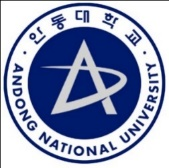 · 안동대학교 ·
ANDONG NATIONAL UNIVERSITY